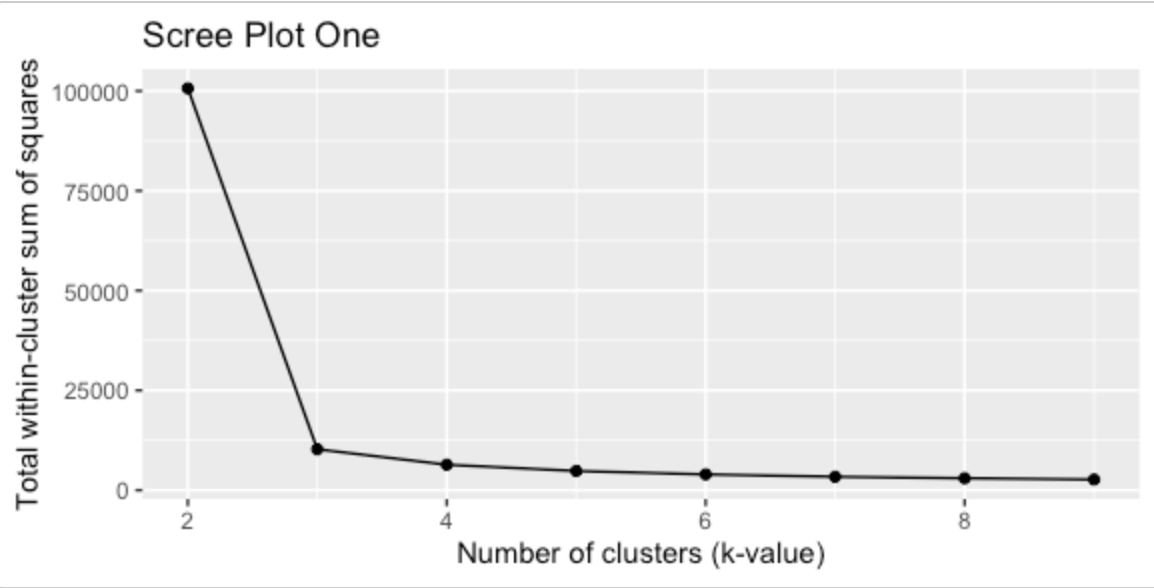 Scree Plot One
Total within-cluster sum of squares
100000
75000
50000
25000
0
2 4 6 8
Number of clusters (k-value)